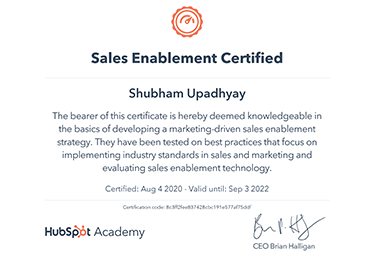 Sales Enablement Certified
Shubham Upadhyay
The bearer of this certificate is hereby deemed knowledgeable in
the basics of developing a marketing-driven sales enablement
strategy. They have been tested on best practices that focus on
implementing industry standards in sales and marketing and
evaluating sales enablement technology.
Certified: Aug 4 2020 - Valid until: Sep 3 2022
Certification code:
HubSpot Academy
CEO Brian Halligan